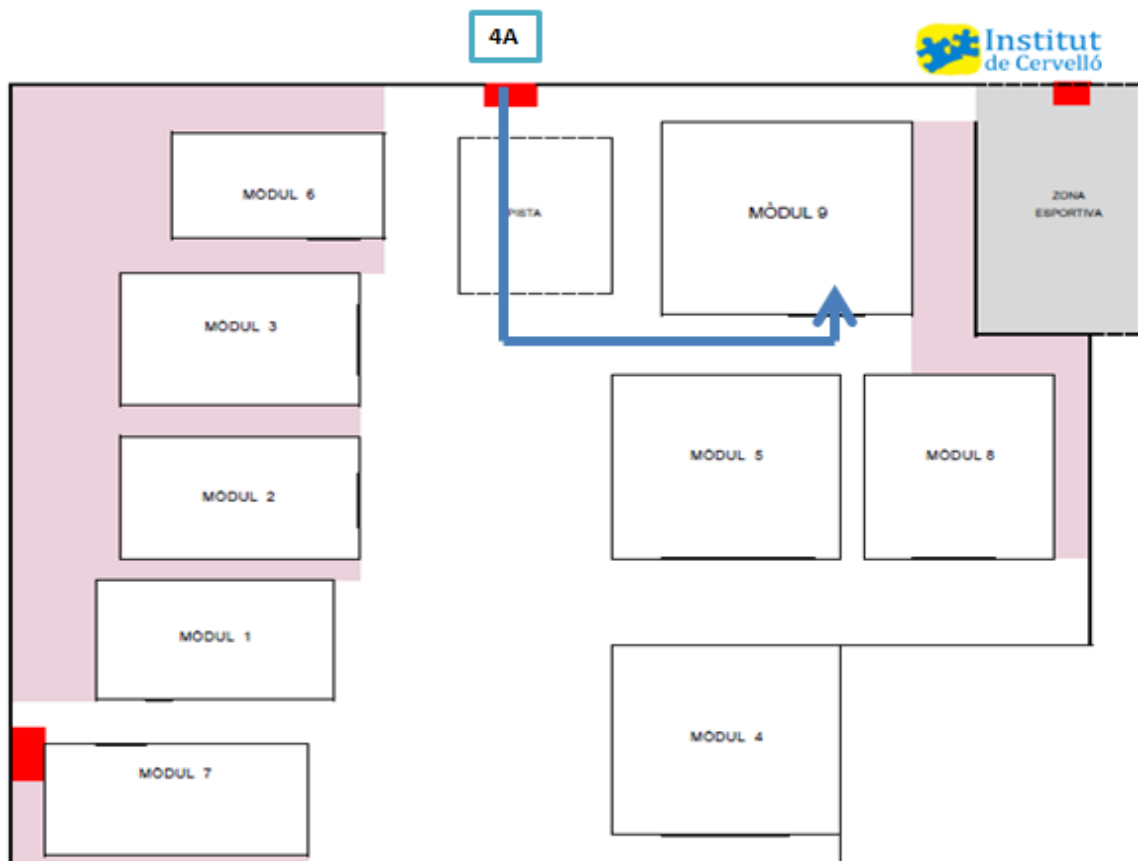 4A
Institut
de Cervelló
MÒDUL 6
PISTA
MÒDUL 9
ZONA
ESPORTIVA
MÒDUL 3
MÒDUL 5
MÒDUL 8
MÒDUL 2
MÒDUL 1
MÒDUL 4
MÒDUL 7